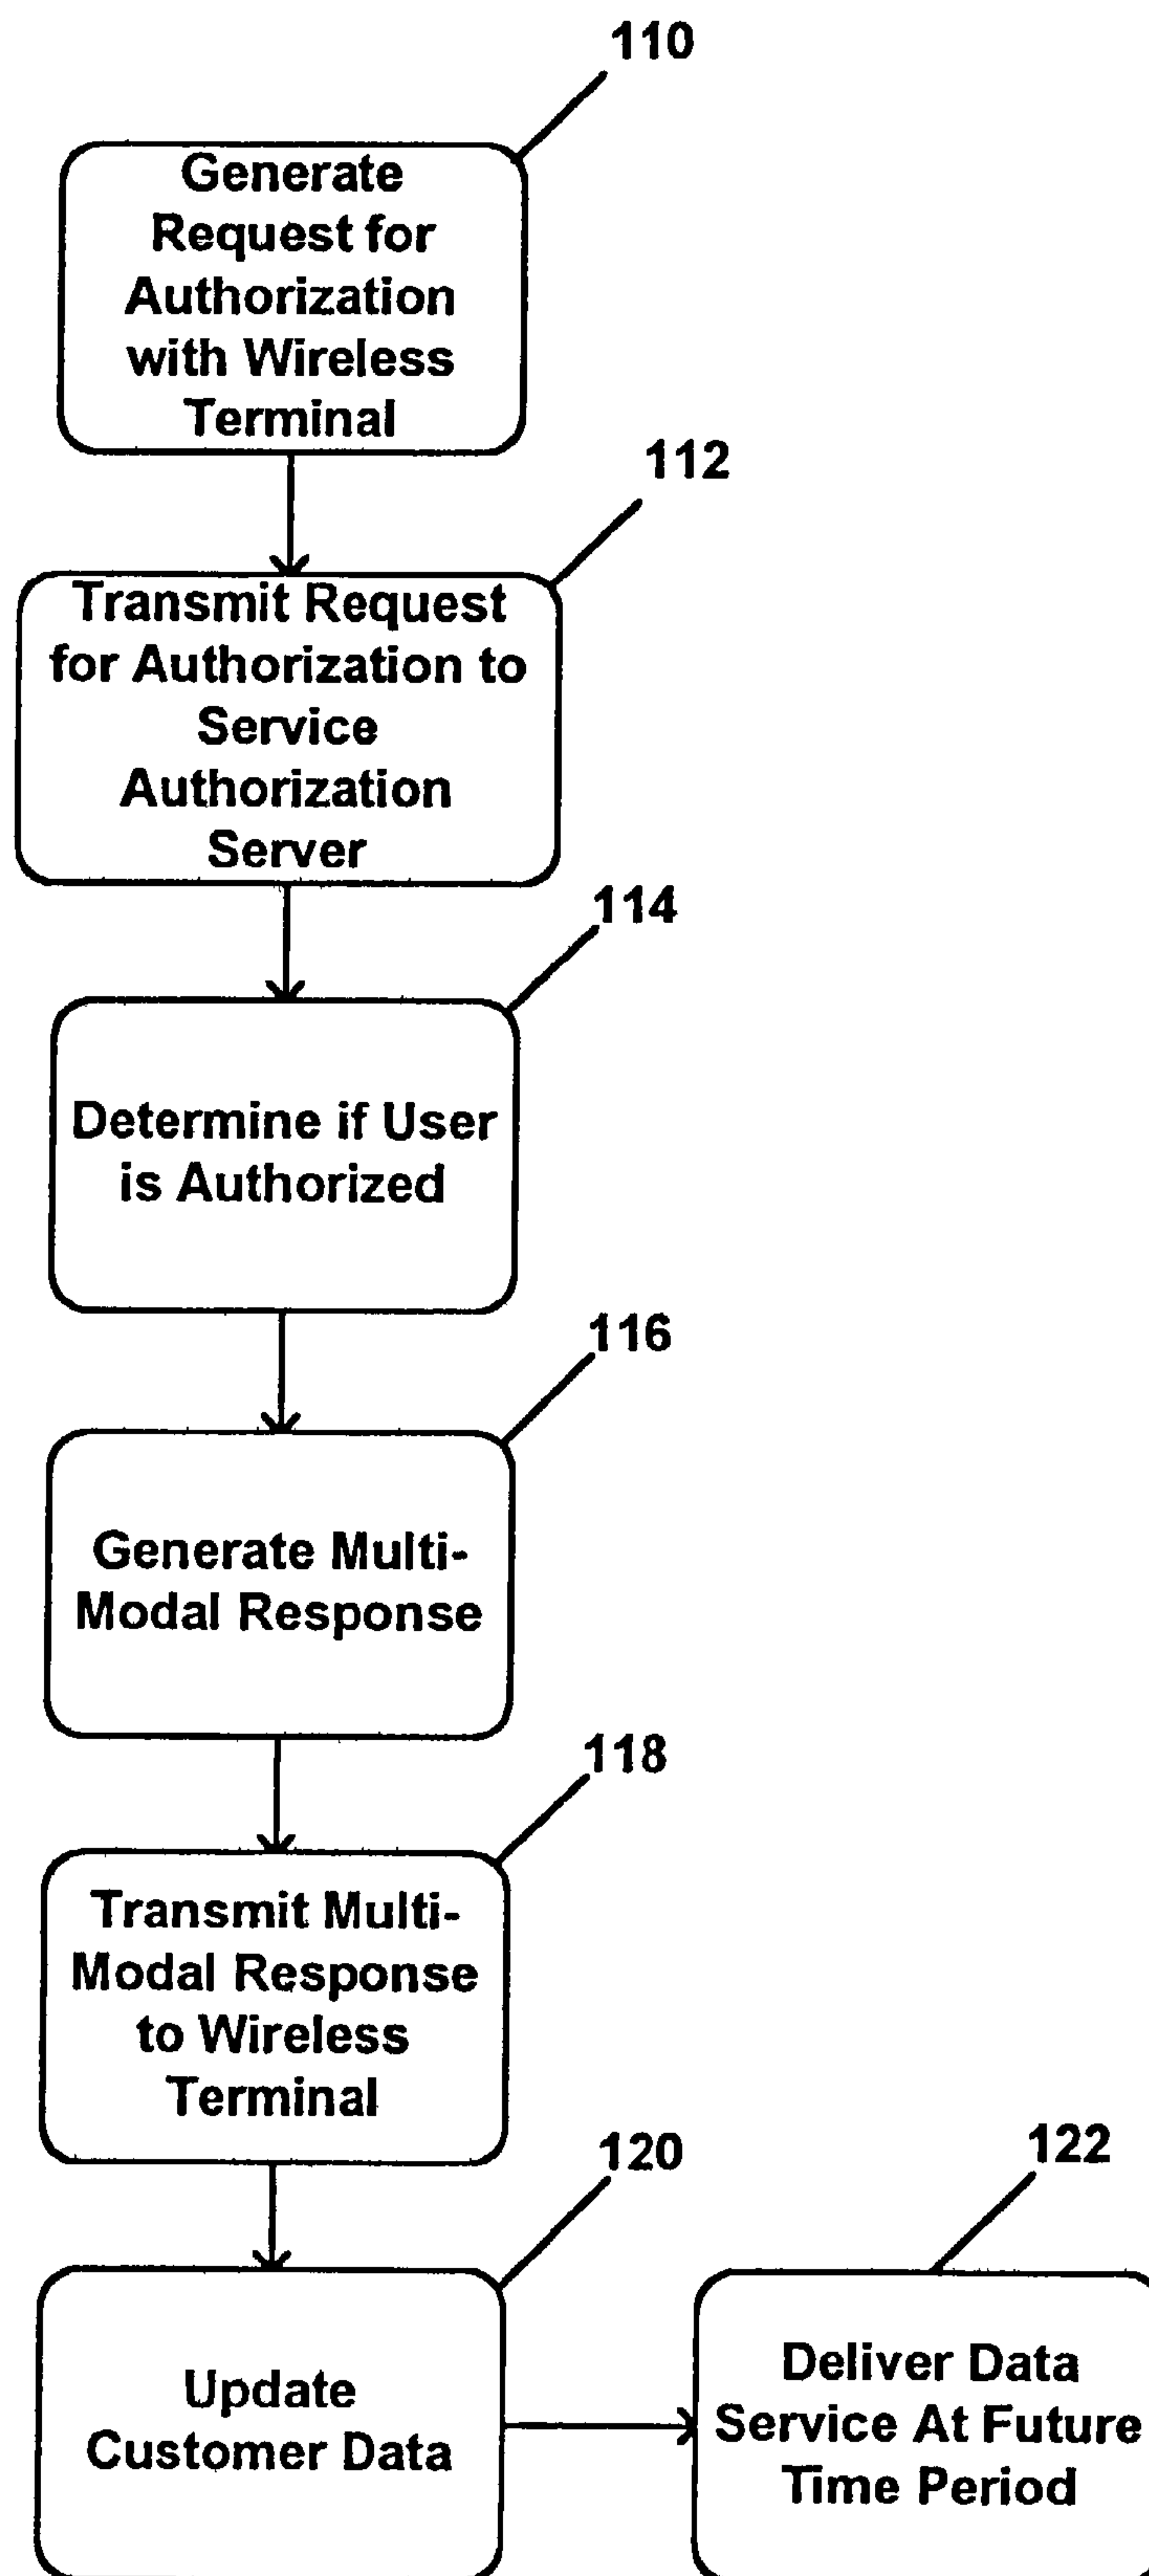 110
Generate
Request for
Authorization
with Wireless
Terminal
112
Transmit Request
for Authorization to
Service
Authorization
Server
114
Determine if User
is Authorized
116
Generate Multi-
Modal Response
118
Transmit Multi-
Modal Response
to Wireless
Terminal
120
Update
Customer Data
122
Deliver Data
Service At Future
Time Period